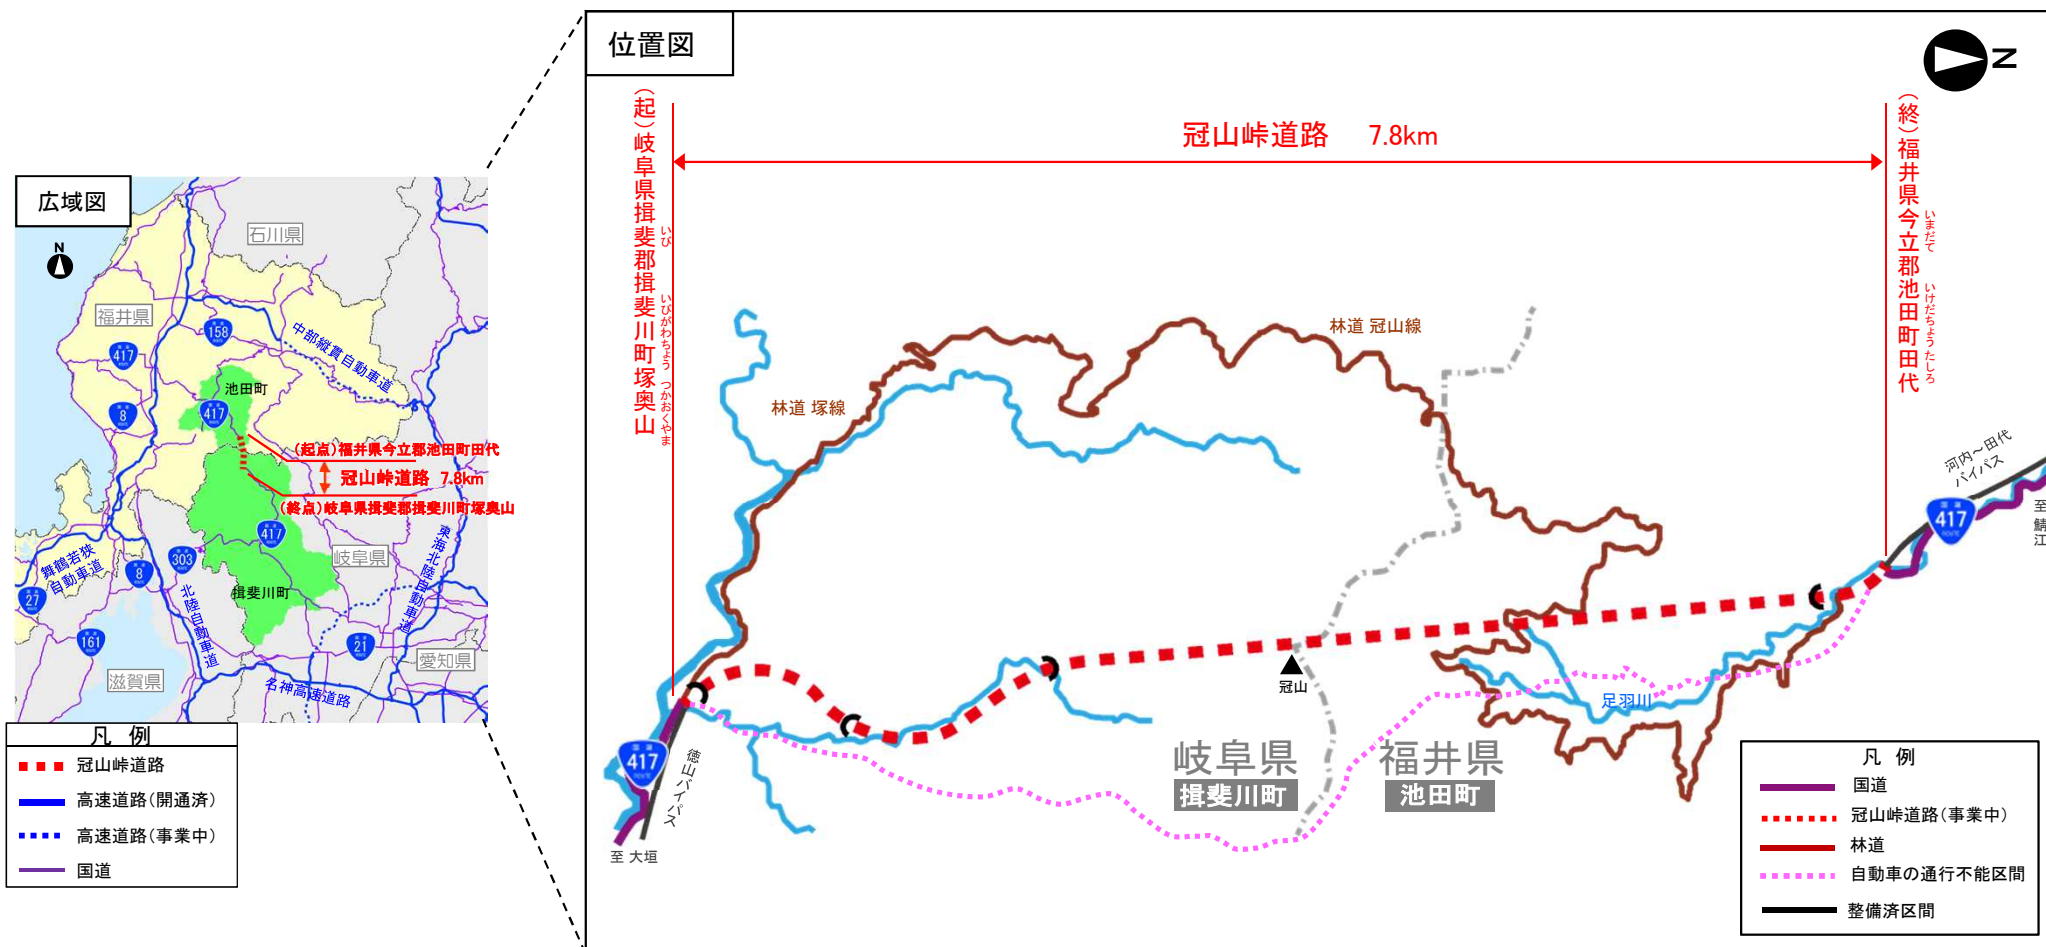 広域図
N
石川県
福井県
158
417
中部縦貫自動車道
池田町
8
417
(起点)福井県今立郡池田町田代
冠山峠道路 7.8km
(終点)岐阜県揖斐郡揖斐川町塚奥山
417
岐阜県
303
舞鶴若狭
自動車道
8
27
揖斐川町
北陸自動車道
東海北陸自動車道
161
21
愛知県
滋賀県
名神高速道路
凡 例
冠山峠道路
高速道路(開通済)
高速道路(事業中)
国道
位置図
N
(起)岐阜県揖斐郡揖斐川町塚奥山
いび
いびがわちょう つかおくやま
冠山峠道路 7.8km
(終)福井県今立郡池田町田代
いまだて
いけだちょうたしろ
林道 冠山線
林道 塚線
河内~田代
バイパス
国道
417
ROUTE
至 鯖江
冠山
足羽川
国道
417
ROUTE
徳山バイパス
至 大垣
岐阜県
揖斐川町
福井県
池田町
凡 例
国道
冠山峠道路(事業中)
林道
自動車の通行不能区間
整備済区間